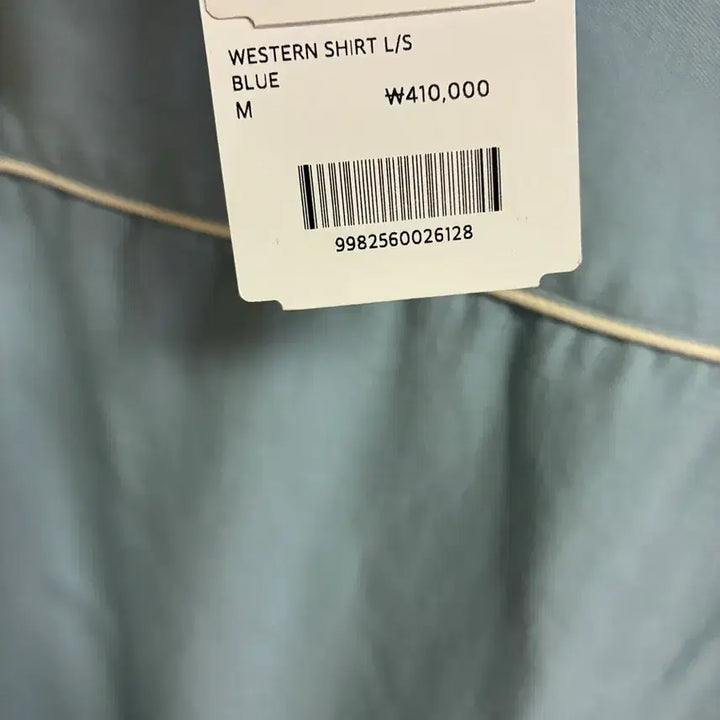 WESTERN SHIRT L/S
BLUE
M ₩410,000
9982560026128